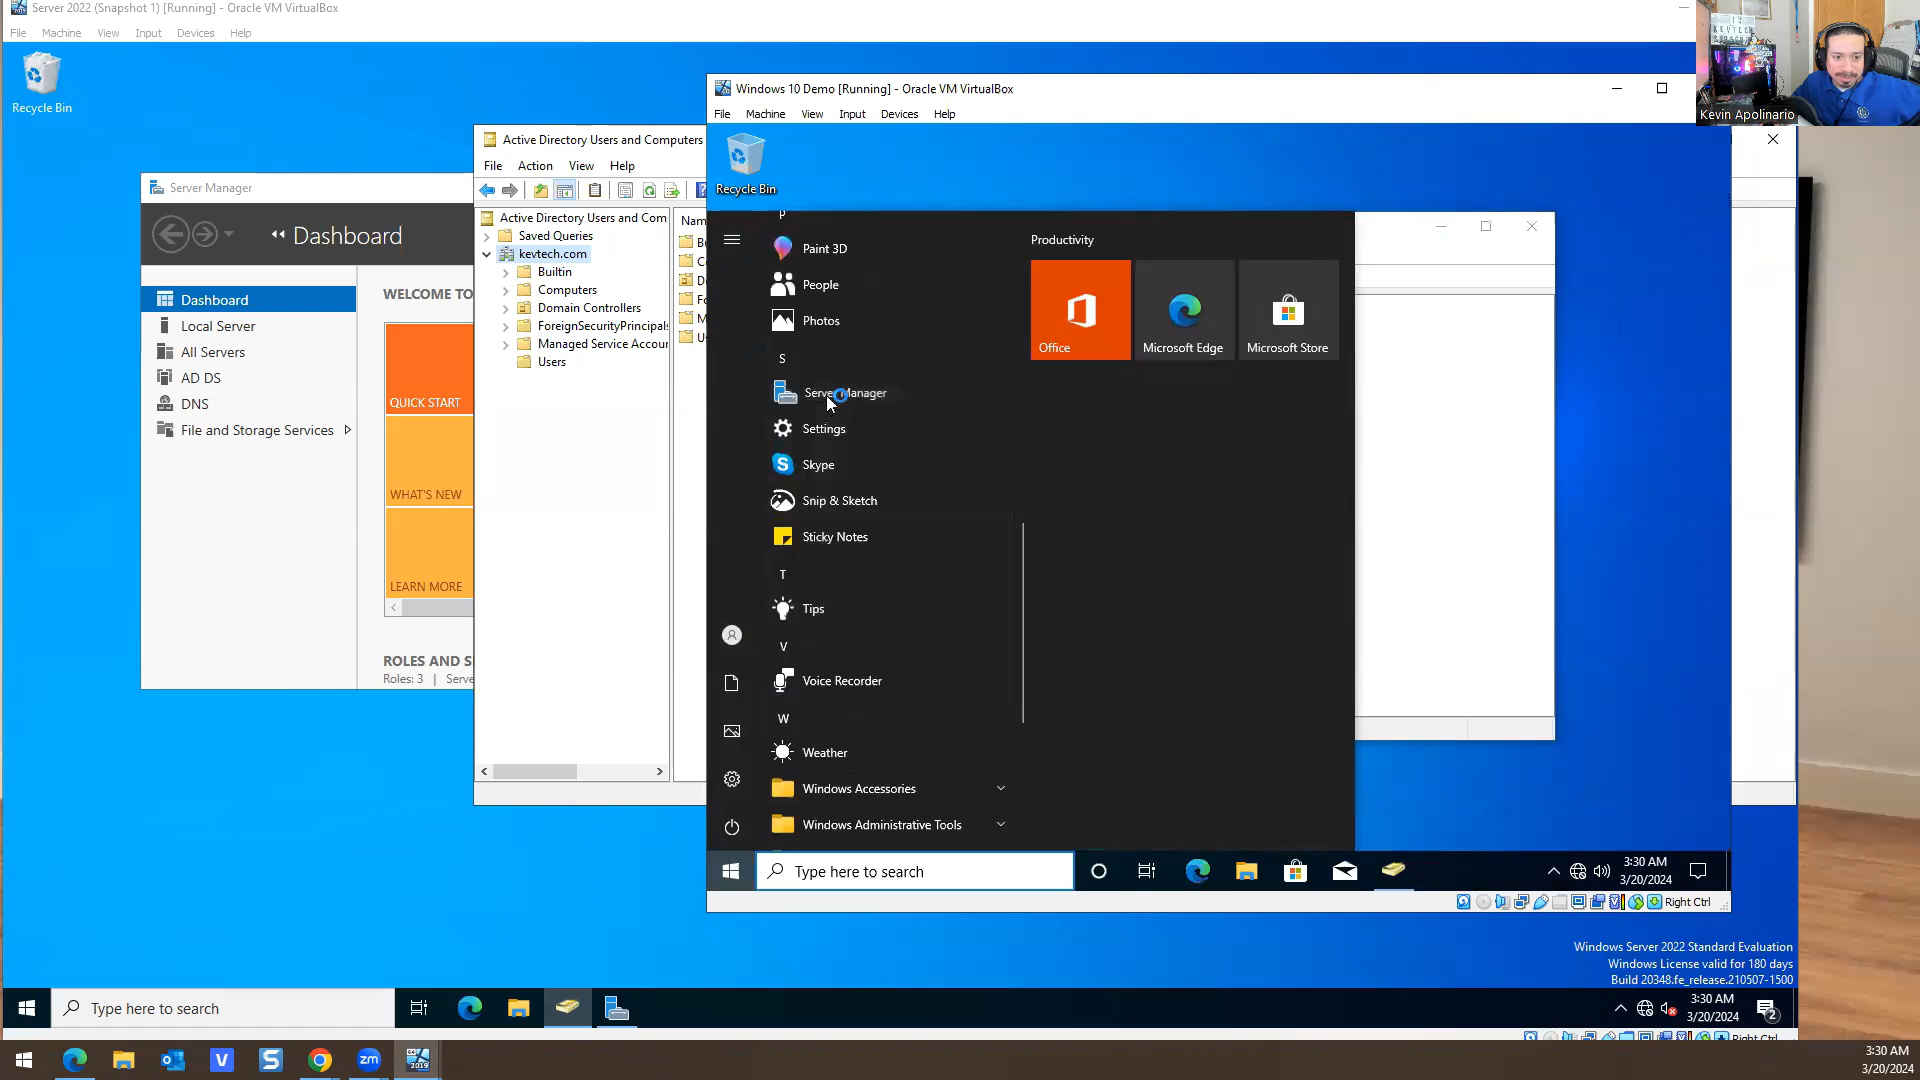 Server 2022 (Snapshot 1) [Running] - Oracle VM VirtualBox
File Machine View Input Devices Help
Recycle Bin
Kevin Apolinario
Windows 10 Demo [Running] - Oracle VM VirtualBox
File Machine View Input Devices Help
Recycle Bin
Active Directory Users and Computers
File Action View Help
Active Directory Users and Com
Saved Queries
kevtech.com
Builtin
Computers
Domain Controllers
ForeignSecurityPrincipals
Managed Service Accour
Users
Nam
Server Manager
Dashboard
Dashboard
Local Server
All Servers
AD DS
DNS
File and Storage Services
WELCOME TO
QUICK START
WHAT'S NEW
LEARN MORE
ROLES AND S
Roles: 3 | Serve
P
Paint 3D
People
Photos
S
Server Manager
Settings
Skype
Snip & Sketch
Sticky Notes
T
Tips
V
Voice Recorder
W
Weather
Windows Accessories
Windows Administrative Tools
Productivity
Office
Microsoft Edge
Microsoft Store
Type here to search
3:30 AM
3/20/2024
Right Ctrl
Windows Server 2022 Standard Evaluation
Windows License valid for 180 days
Build 20348.fe_release.210507-1500
Type here to search
3:30 AM
3/20/2024
2
Right Ctrl
zm
2019
3:30 AM
3/20/2024